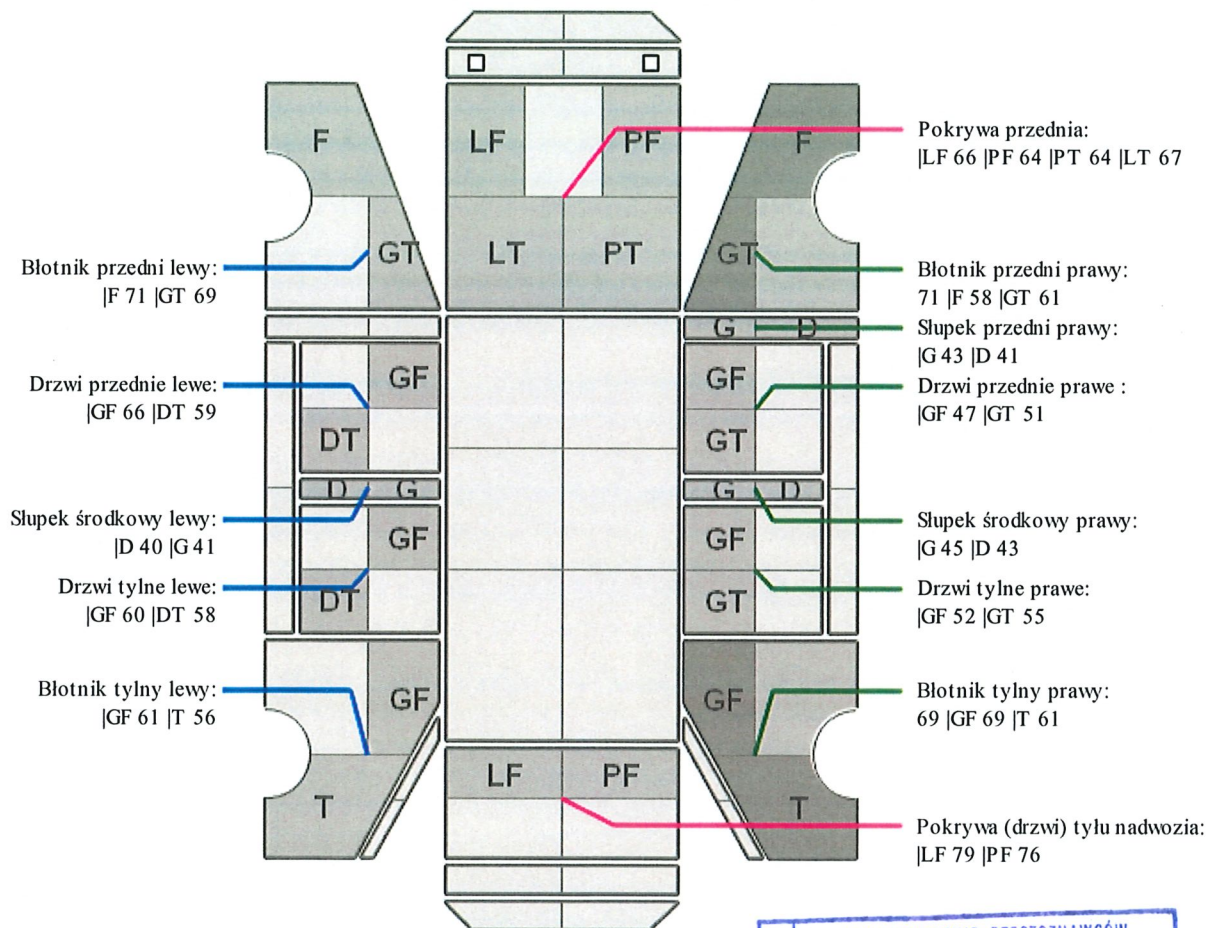 F
LF
PF
F
Pokrywa przednia:
|LF 66 |PF 64 |PT 64 |LT 67
GT
LT
PT
GT
Błotnik przedni lewy:
|F 71 |GT 69
Błotnik przedni prawy:
71 |F 58 |GT 61
G
D
Słupek przedni prawy:
|G 43 |D 41
Drzwi przednie lewe:
|GF 66 |DT 59
GF
DT
GF
GT
Drzwi przednie prawe :
|GF 47 |GT 51
D
G
G
D
Słupek środkowy lewy:
|D 40 |G 41
Słupek środkowy prawy:
|G 45 |D 43
GF
DT
GF
GT
Drzwi tylne lewe:
|GF 60 |DT 58
Drzwi tylne prawe:
|GF 52 |GT 55
Błotnik tylny lewy:
|GF 61 |T 56
GF
GF
Błotnik tylny prawy:
69 |GF 69 |T 61
T
LF
PF
T
Pokrywa (drzwi) tyłu nadwozia:
|LF 79 |PF 76